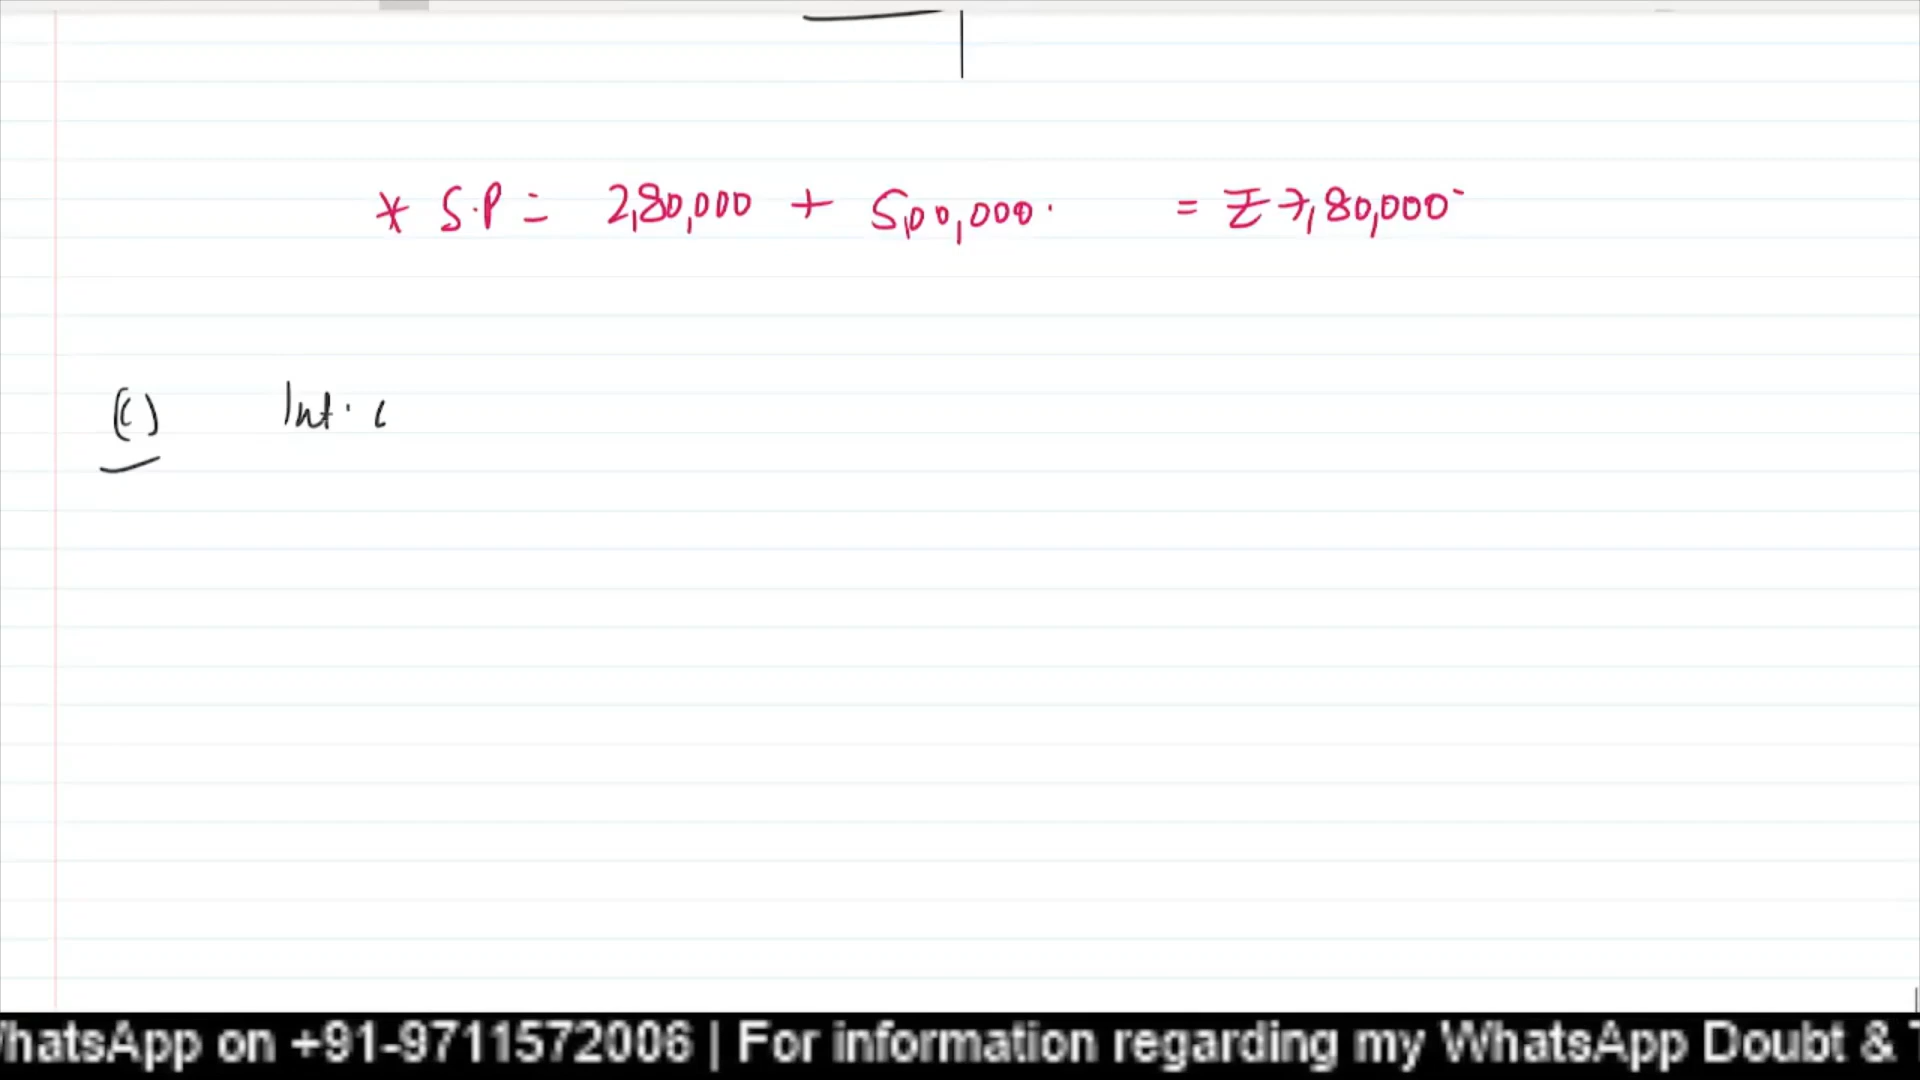 * S.P = 2,80,000 + 5,00,000. = ₹7,80,000
(c) Int. c
WhatsApp on +91-9711572006 | For information regarding my WhatsApp Doubt & T